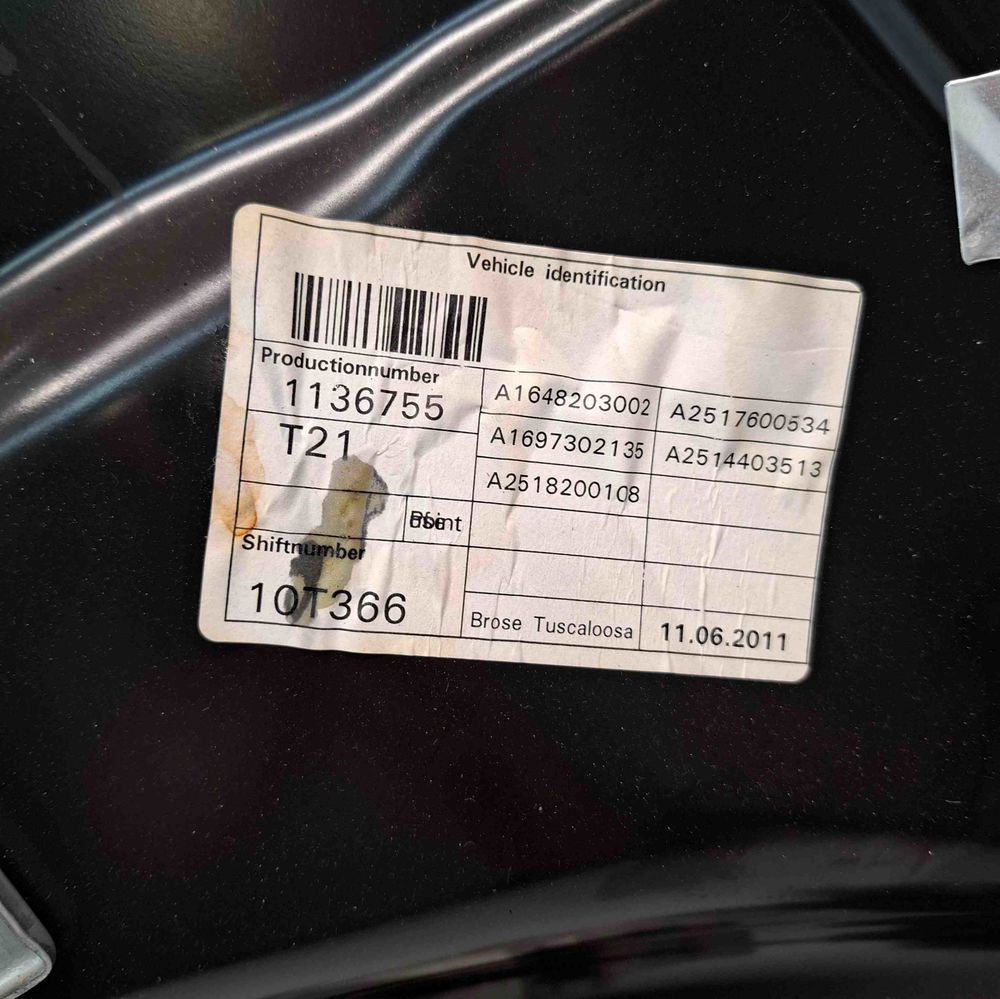 Vehicle identification
Productionnumber
1136755
T21
Shiftnumber
10T366
A1648203002 A2517600534
A1697302135 A2514403513
A2518200108
Brose Tuscaloosa 11.06.2011